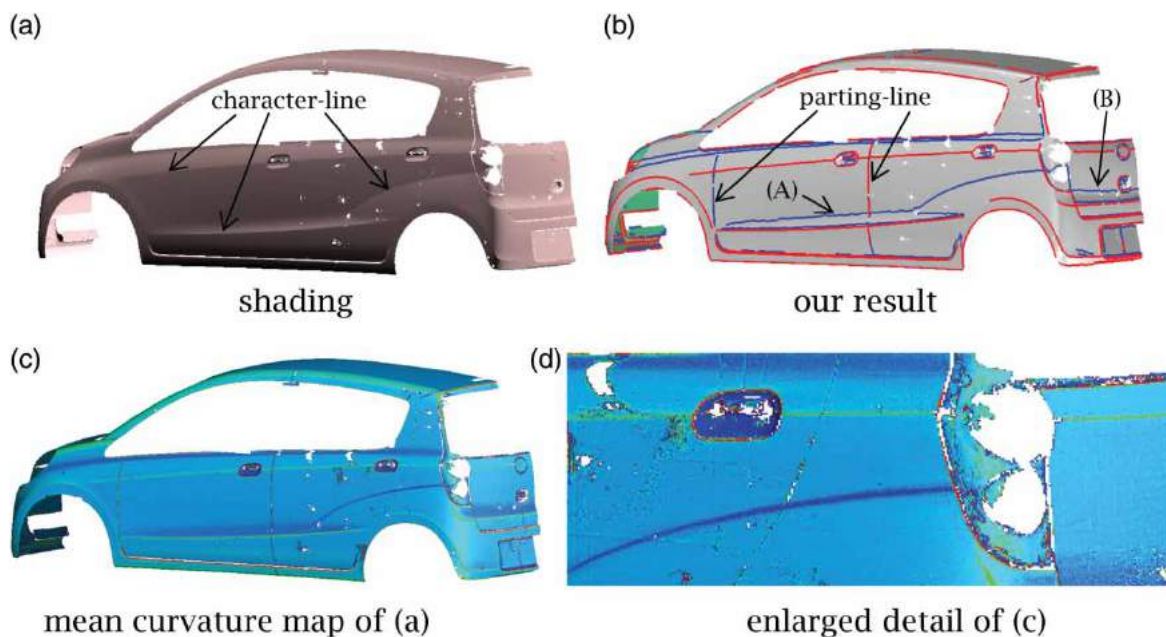 (a)
character-line
shading
(b)
parting-line
(B)
(A)
our result
(c)
mean curvature map of (a)
(d)
enlarged detail of (c)